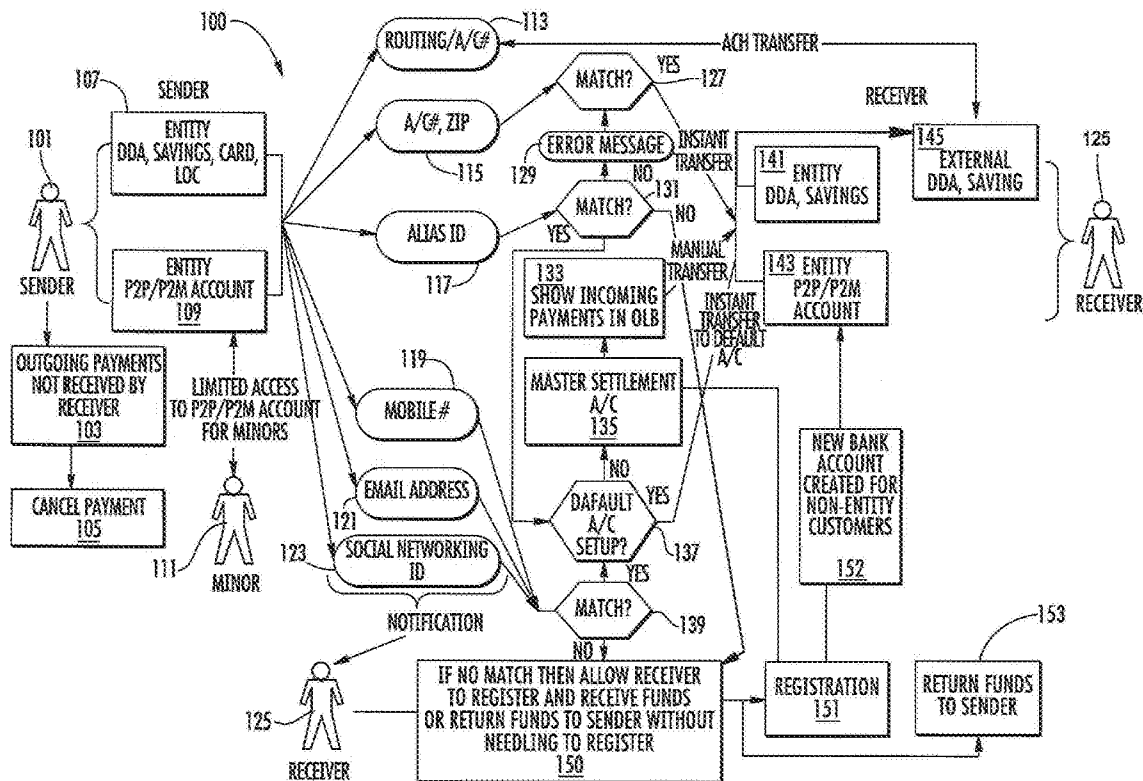 100
113
ROUTING/A/C#
ACH TRANSFER
107
SENDER
ENTITY
DDA, SAVINGS, CARD,
LOC
101
SENDER
ENTITY
P2P/P2M ACCOUNT
109
OUTGOING PAYMENTS
NOT RECEIVED BY
RECEIVER
103
CANCEL PAYMENT
105
LIMITED ACCESS
TO P2P/P2M ACCOUNT
FOR MINORS
111
MINOR
A/C#, ZIP
115
ALIAS ID
117
119
MOBILE #
EMAIL ADDRESS
121
123
SOCIAL NETWORKING
ID
NOTIFICATION
125
RECEIVER
MATCH?
YES
127
ERROR MESSAGE
129
NO
MATCH?
131
YES
NO
INSTANT
TRANSFER
MANUAL
TRANSFER
133
SHOW INCOMING
PAYMENTS IN OLB
INSTANT
TRANSFER
TO DEFAULT
A/C
MASTER SETTLEMENT
A/C
135
NO
DAFAULT
A/C
SETUP?
YES
137
YES
MATCH?
139
NO
IF NO MATCH THEN ALLOW RECEIVER
TO REGISTER AND RECEIVE FUNDS
OR RETURN FUNDS TO SENDER WITHOUT
NEEDLING TO REGISTER
150
RECEIVER
141
ENTITY
DDA, SAVINGS
143 ENTITY
P2P/P2M
ACCOUNT
145
EXTERNAL
DDA, SAVING
125
RECEIVER
NEW BANK
ACCOUNT
CREATED FOR
NON-ENTITY
CUSTOMERS
152
REGISTRATION
151
153
RETURN FUNDS
TO SENDER